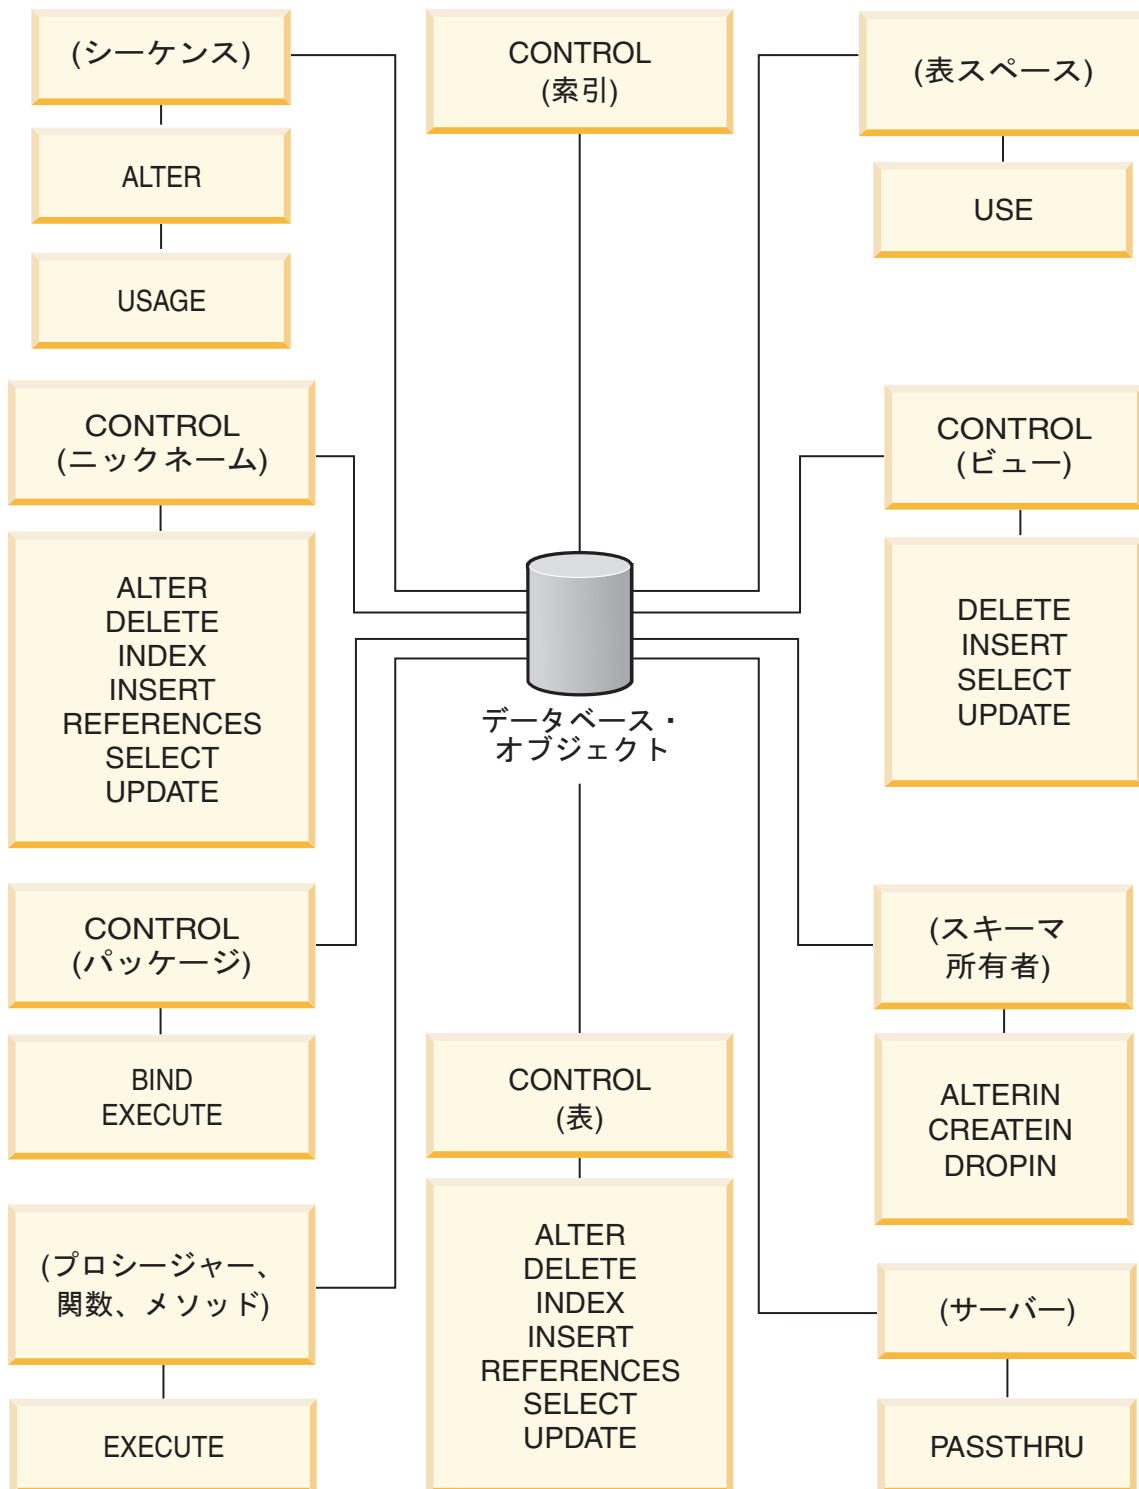 (シーケンス)
ALTER
USAGE
CONTROL
(索引)
(表スペース)
USE
CONTROL
(ニックネーム)
ALTER
DELETE
INDEX
INSERT
REFERENCES
SELECT
UPDATE
データベース・
オブジェクト
CONTROL
(ビュー)
DELETE
INSERT
SELECT
UPDATE
CONTROL
(パッケージ)
BIND
EXECUTE
(プロシージャー、
関数、メソッド)
EXECUTE
CONTROL
(表)
ALTER
DELETE
INDEX
INSERT
REFERENCES
SELECT
UPDATE
(スキーマ
所有者)
ALTERIN
CREATEIN
DROPIN
(サーバー)
PASSTHRU